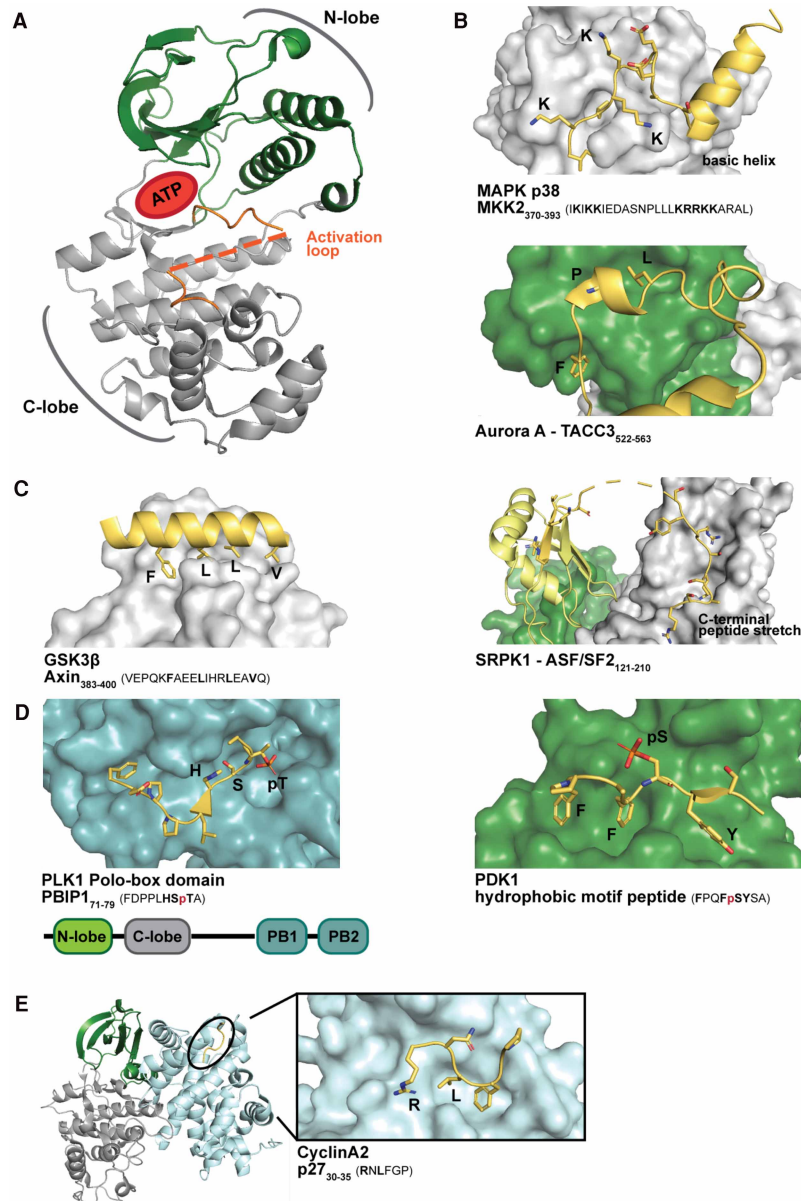 A
N-lobe
ATP
Activation
loop
C-lobe
B
K
K
K
basic helix
MAPK p38
MKK2370-393 (IKIKKIEDASNPLLLKRRKKARAL)
P
L
F
Aurora A - TACC3522-563
C
F
L
L
V
GSK3β
Axin383-400 (VEPQKFAEELIHRLEAVQ)
C-terminal
peptide stretch
SRPK1 - ASF/SF2121-210
D
H
S
pT
PLK1 Polo-box domain
PBIP171-79 (FDPPLHSpTA)
N-lobe
C-lobe
PB1
PB2
pS
F
F
Y
PDK1
hydrophobic motif peptide (FPQFpSYSA)
E
R
L
CyclinA2
p2730-35 (RNLFGP)